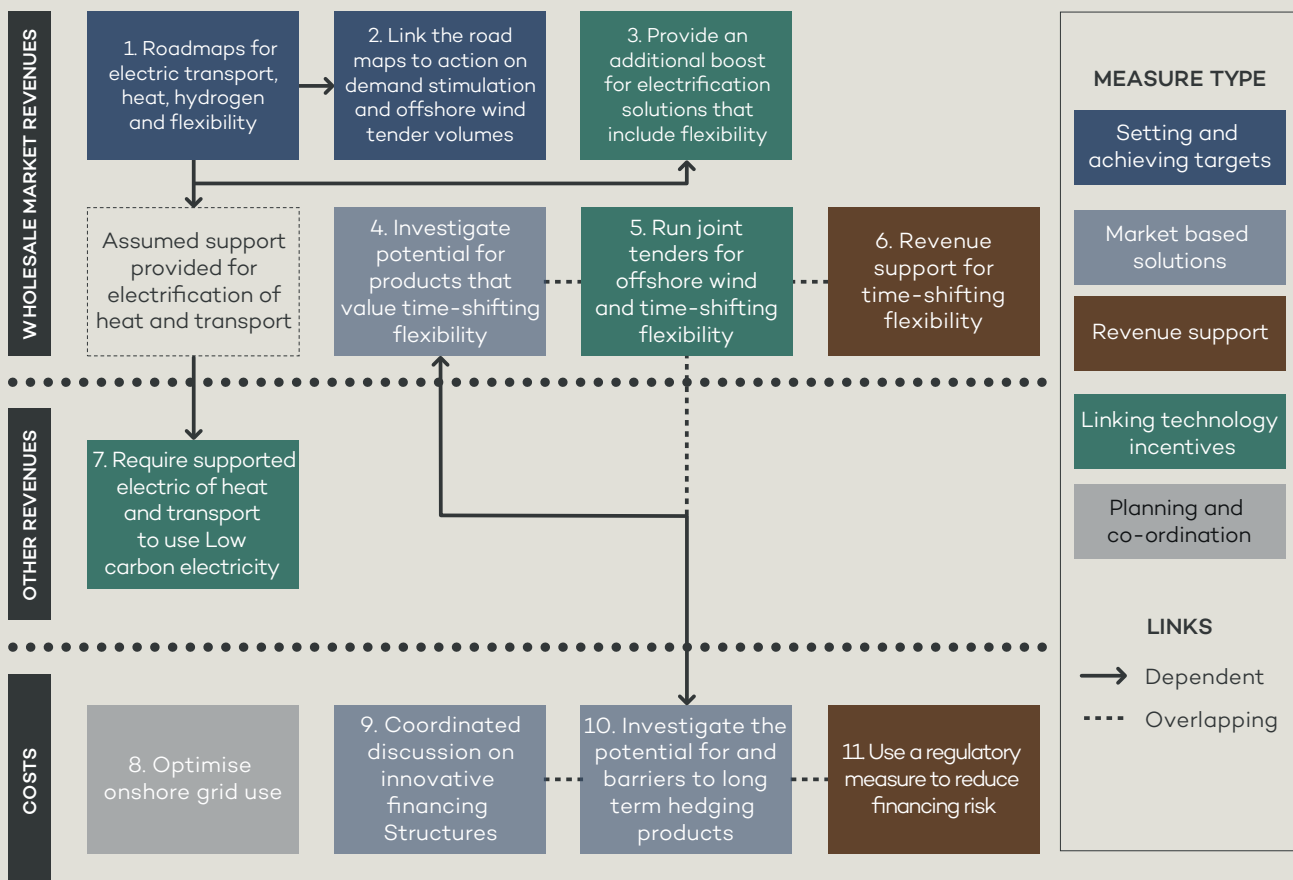 WHOLESALE MARKET REVENUES
1. Roadmaps for
electric transport,
heat, hydrogen
and flexibility
2. Link the road
maps to action on
demand stimulation
and offshore wind
tender volumes
3. Provide an
additional boost
for electrification
solutions that
include flexibility
Assumed support
provided for
electrification of
heat and transport
4. Investigate
potential for
products that
value time-shifting
flexibility
5. Run joint
tenders for
offshore wind
and time-shifting
flexibility
6. Revenue
support for
time-shifting
flexibility
OTHER REVENUES
7. Require supported
electric of heat
and transport
to use Low
carbon electricity
COSTS
8. Optimise
onshore grid use
9. Coordinated
discussion on
innovative
financing
Structures
10. Investigate the
potential for and
barriers to long
term hedging
products
11. Use a regulatory
measure to reduce
financing risk
MEASURE TYPE
Setting and
achieving targets
Market based
solutions
Revenue support
Linking technology
incentives
Planning and
co-ordination
LINKS
Dependent
Overlapping